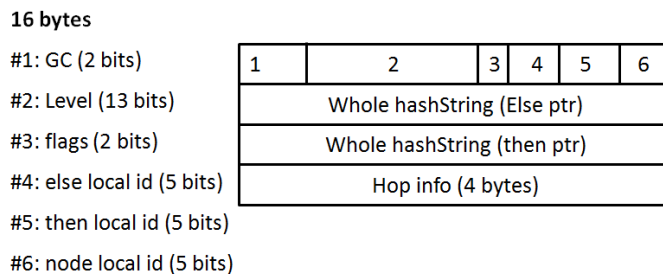 16 bytes
#1: GC (2 bits)
#2: Level (13 bits)
#3: flags (2 bits)
#4: else local id (5 bits)
#5: then local id (5 bits)
#6: node local id (5 bits)
1 2 3 4 5 6
Whole hashString (Else ptr)
Whole hashString (then ptr)
Hop info (4 bytes)